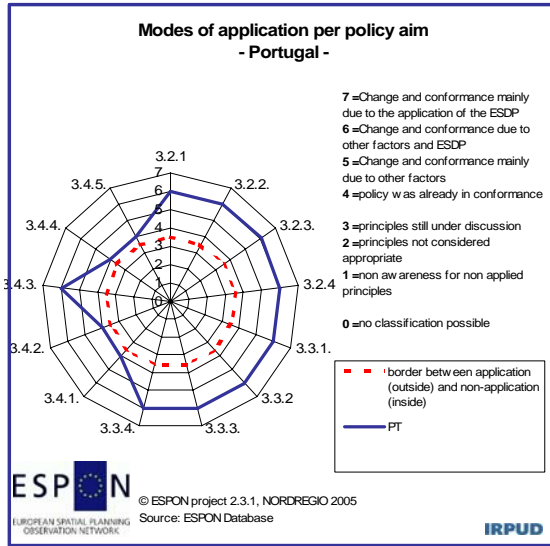 Modes of application per policy aim
- Portugal -
7 =Change and conformance mainly
due to the application of the ESDP
6 =Change and conformance due to
other factors and ESDP
5 =Change and conformance mainly
due to other factors
4 =policy was already in conformance
3 =principles still under discussion
2 =principles not considered
appropriate
1 =non awareness for non applied
principles
0 =no classification possible
3.2.1
3.2.2.
3.2.3.
3.2.4
3.3.1.
3.3.2
3.3.3.
3.3.4.
3.4.1.
3.4.2.
3.4.3.
3.4.4.
3.4.5.
7
6
5
4
3
2
1
0
border between application
(outside) and non-application
(inside)
PT
ESPON
EUROPEAN SPATIAL PLANNING
OBSERVATION NETWORK
© ESPON project 2.3.1, NORDREGIO 2005
Source: ESPON Database
IRPUD